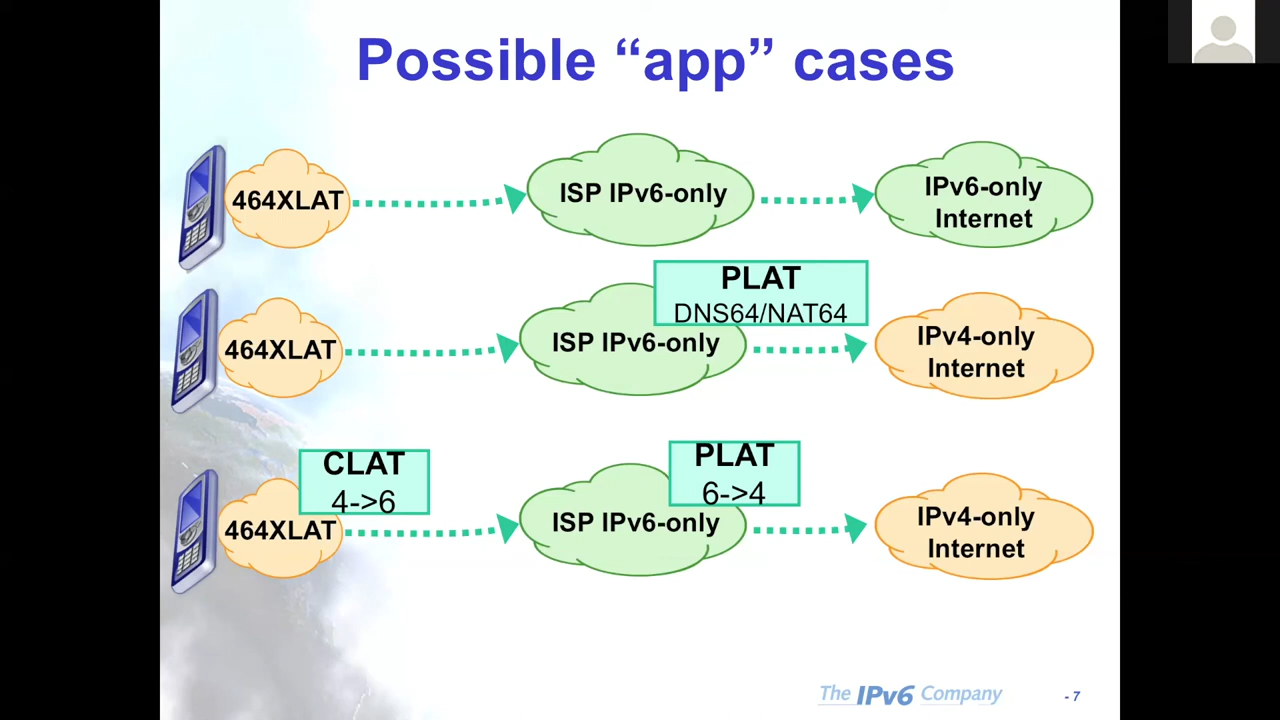 Possible “app” cases
464XLAT
ISP IPv6-only
IPv6-only
Internet
PLAT
DNS64/NAT64
464XLAT
ISP IPv6-only
IPv4-only
Internet
CLAT
4->6
PLAT
6->4
464XLAT
ISP IPv6-only
IPv4-only
Internet
The IPv6 Company
- 7